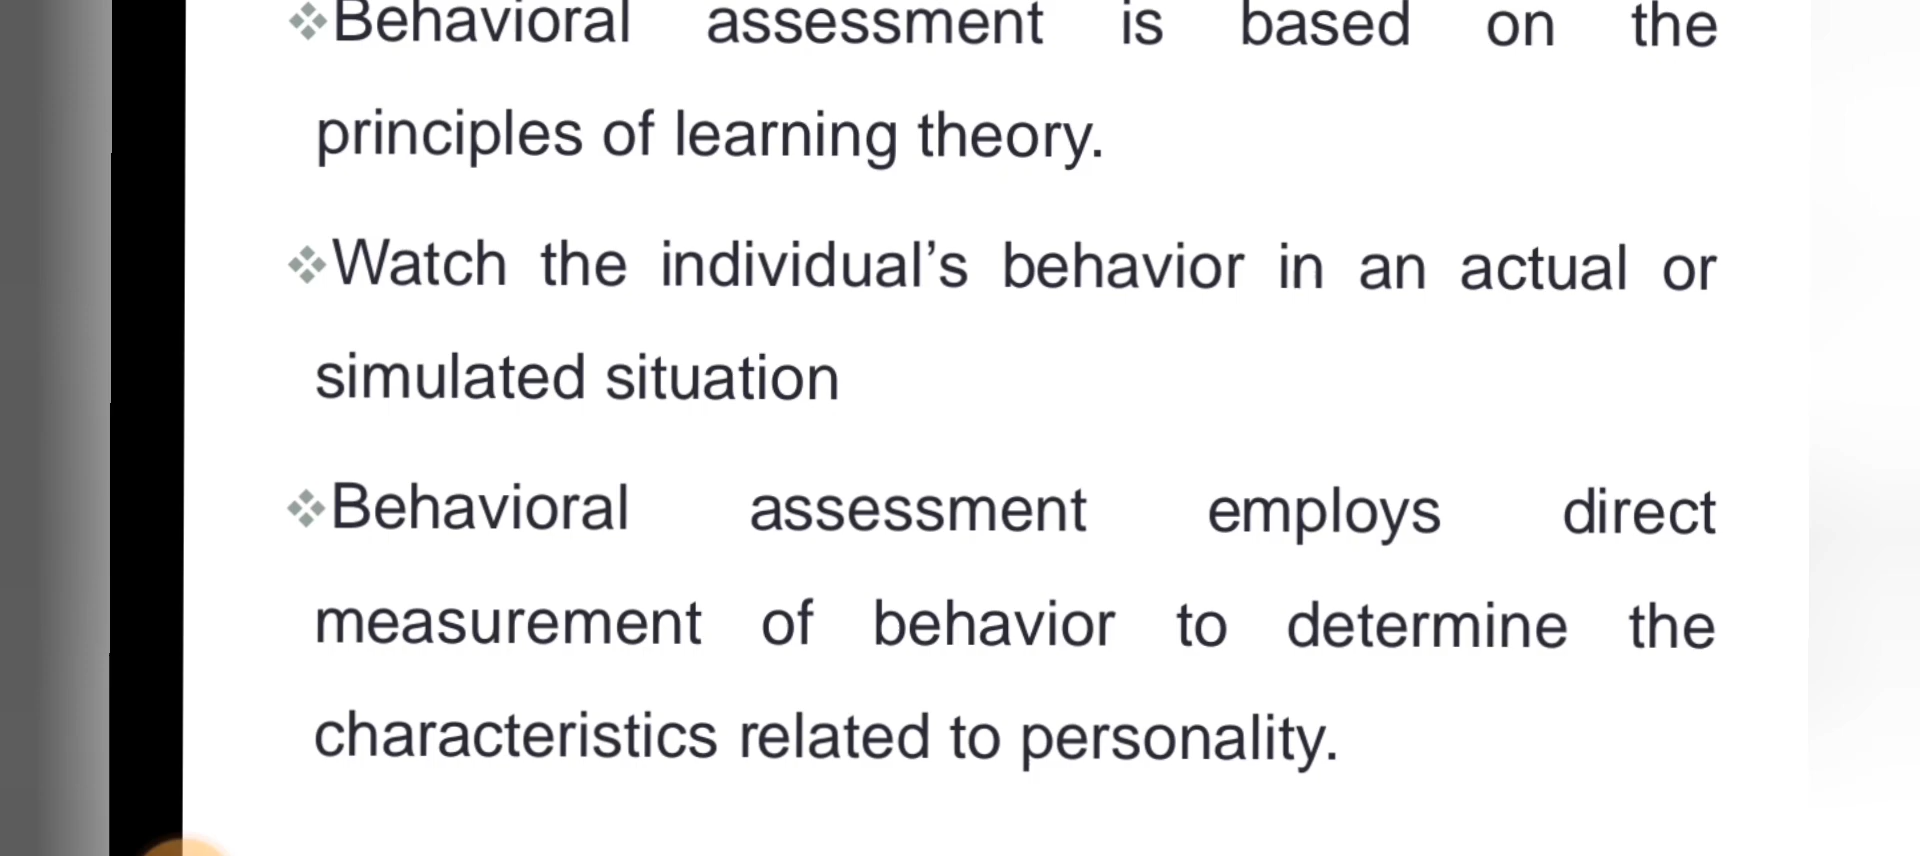 ❖Behavioral assessment is based on the
principles of learning theory.
❖Watch the individual’s behavior in an actual or
simulated situation
❖Behavioral assessment employs direct
measurement of behavior to determine the
characteristics related to personality.